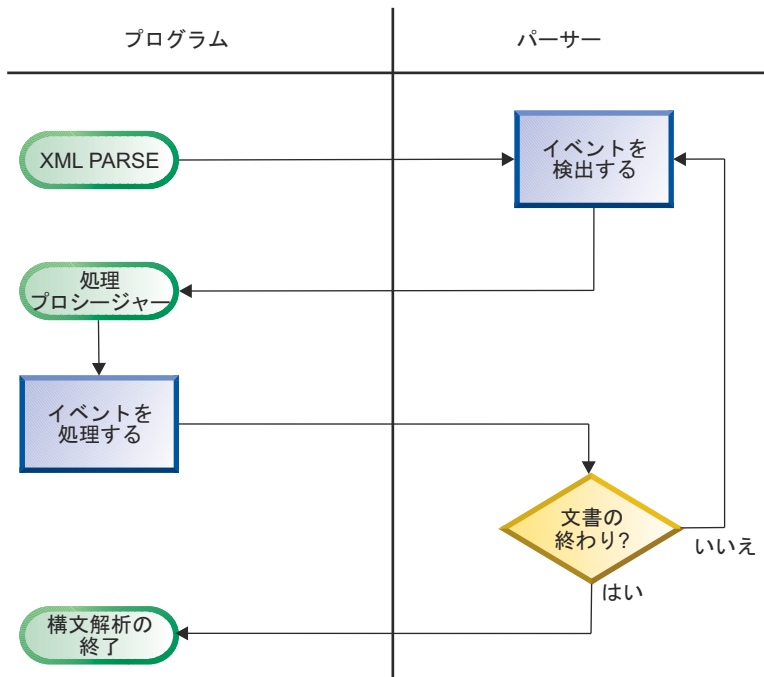 プログラム
パーサー
XML PARSE
イベントを
検出する
処理
プロシージャー
イベントを
処理する
文書の
終わり?
いいえ
はい
構文解析の
終了